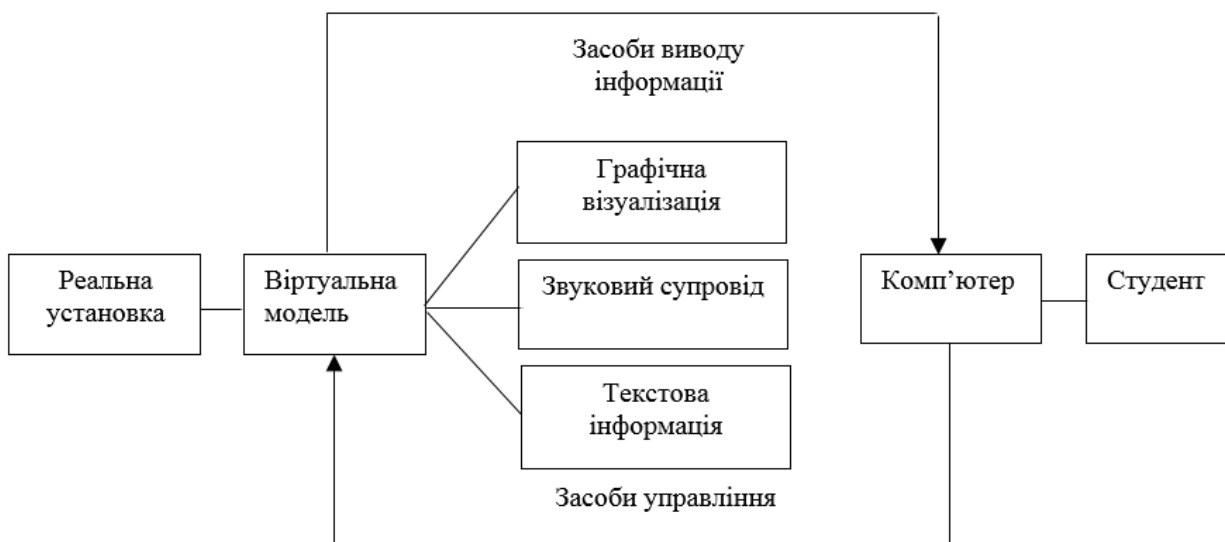 Засоби виводу
інформації
Графічна
візуалізація
Реальна
установка
Віртуальна
модель
Звуковий супровід
Комп’ютер
Студент
Текстова
інформація
Засоби управління